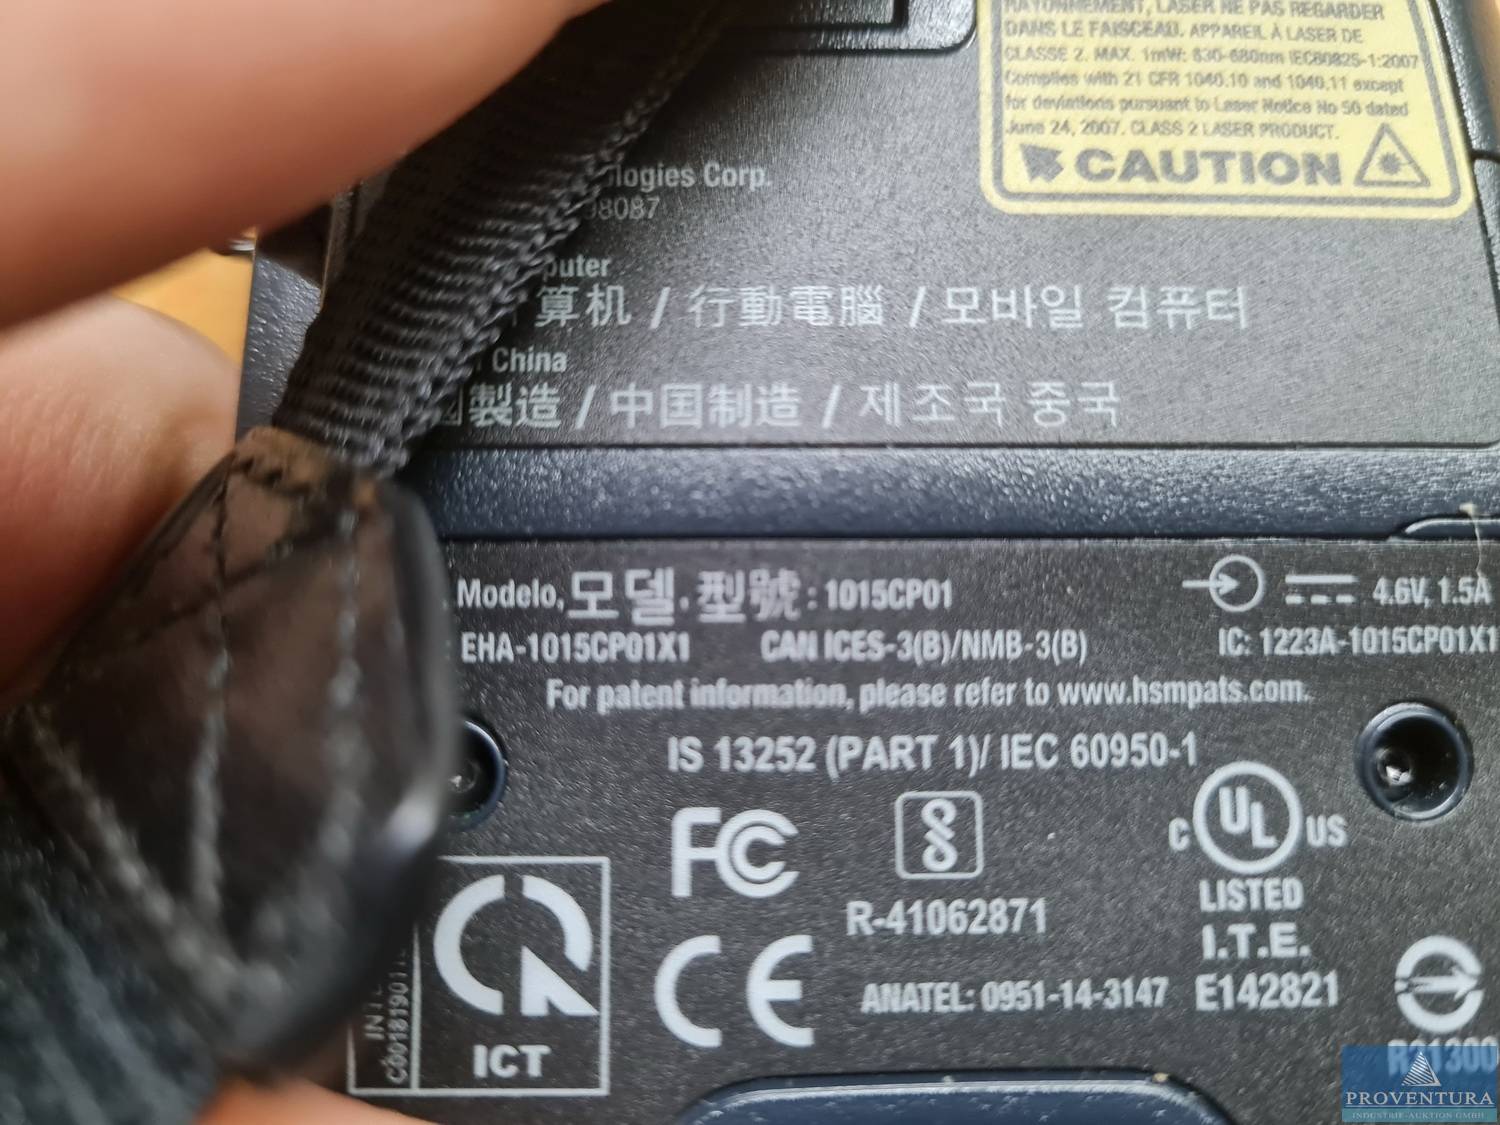 RAYONNEMENT, LASER NE PAS REGARDER
DANS LE FAISCEAU. APPAREIL À LASER DE
CLASSE 2. MAX. 1mW: 630-680nm IEC60825-1:2007
Complies with 21 CFR 1040.10 and 1040.11 except
for deviations pursuant to Laser Notice No 50 dated
June 24, 2007. CLASS 2 LASER PRODUCT.
CAUTION
ologies Corp.
98087
puter
算机 / 行動電腦 / 모바일 컴퓨터
China
製造 / 中国制造 / 제조국 중국
Modelo, 모델, 型號 : 1015CP01
4.6V, 1.5A
EHA-1015CP01X1 CAN ICES-3(B)/NMB-3(B) IC: 1223A-1015CP01X1
For patent information, please refer to www.hsmpats.com.
IS 13252 (PART 1)/ IEC 60950-1
FC
C UL US
LISTED
I.T.E.
E142821
R-41062871
CE
ANATEL: 0951-14-3147
ICT
R31300
PROVENTURA
INDUSTRIE-AUKTION GMBH